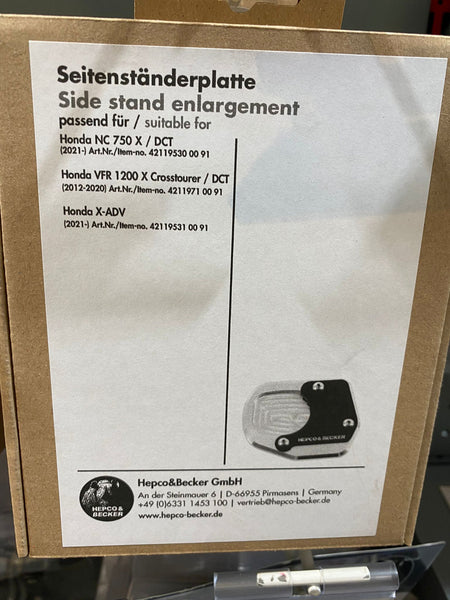 Seitenständerplatte
Side stand enlargement
passend für / suitable for
Honda NC 750 X / DCT
(2021-) Art.Nr./Item-no. 42119530 00 91
Honda VFR 1200 X Crosstourer / DCT
(2012-2020) Art.Nr./Item-no. 4211971 00 91
Honda X-ADV
(2021-) Art.Nr./Item-no. 42119531 00 91
HEPCO&BECKER
HEPCO &
BECKER
Hepco&Becker GmbH
An der Steinmauer 6 | D-66955 Pirmasens | Germany
+49 (0)6331 1453 100 | vertrieb@hepco-becker.de
www.hepco-becker.de